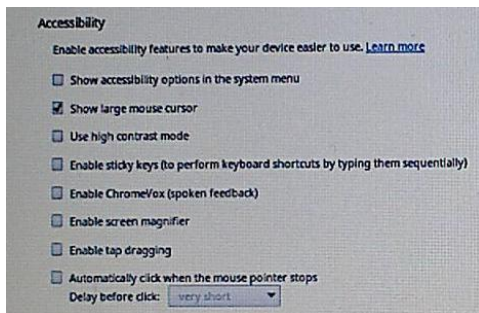 Accessibility
Enable accessibility features to make your device easier to use. Learn more
Show accessibility options in the system menu
Show large mouse cursor
Use high contrast mode
Enable sticky keys (to perform keyboard shortcuts by typing them sequentially)
Enable ChromeVox (spoken feedback)
Enable screen magnifier
Enable tap dragging
Automatically click when the mouse pointer stops
Delay before click: very short